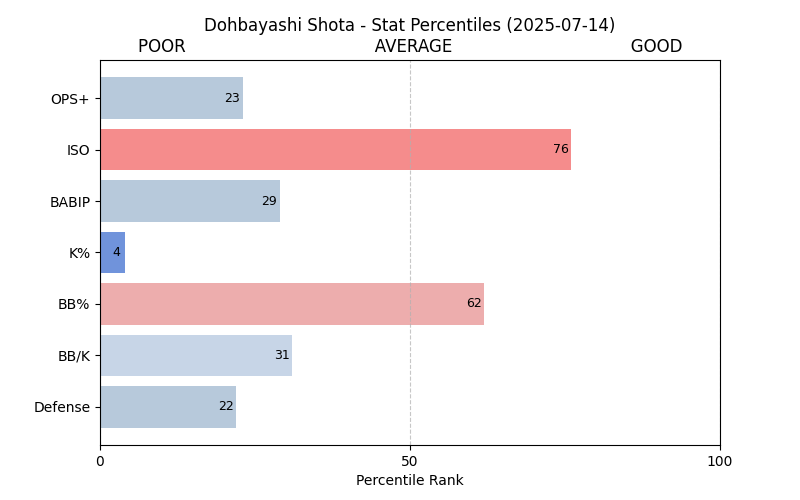 Dohbayashi Shota - Stat Percentiles (2025-07-14)
POOR AVERAGE GOOD
OPS+ 23
ISO 76
BABIP 29
K% 4
BB% 62
BB/K 31
Defense 22
0 50 100
Percentile Rank